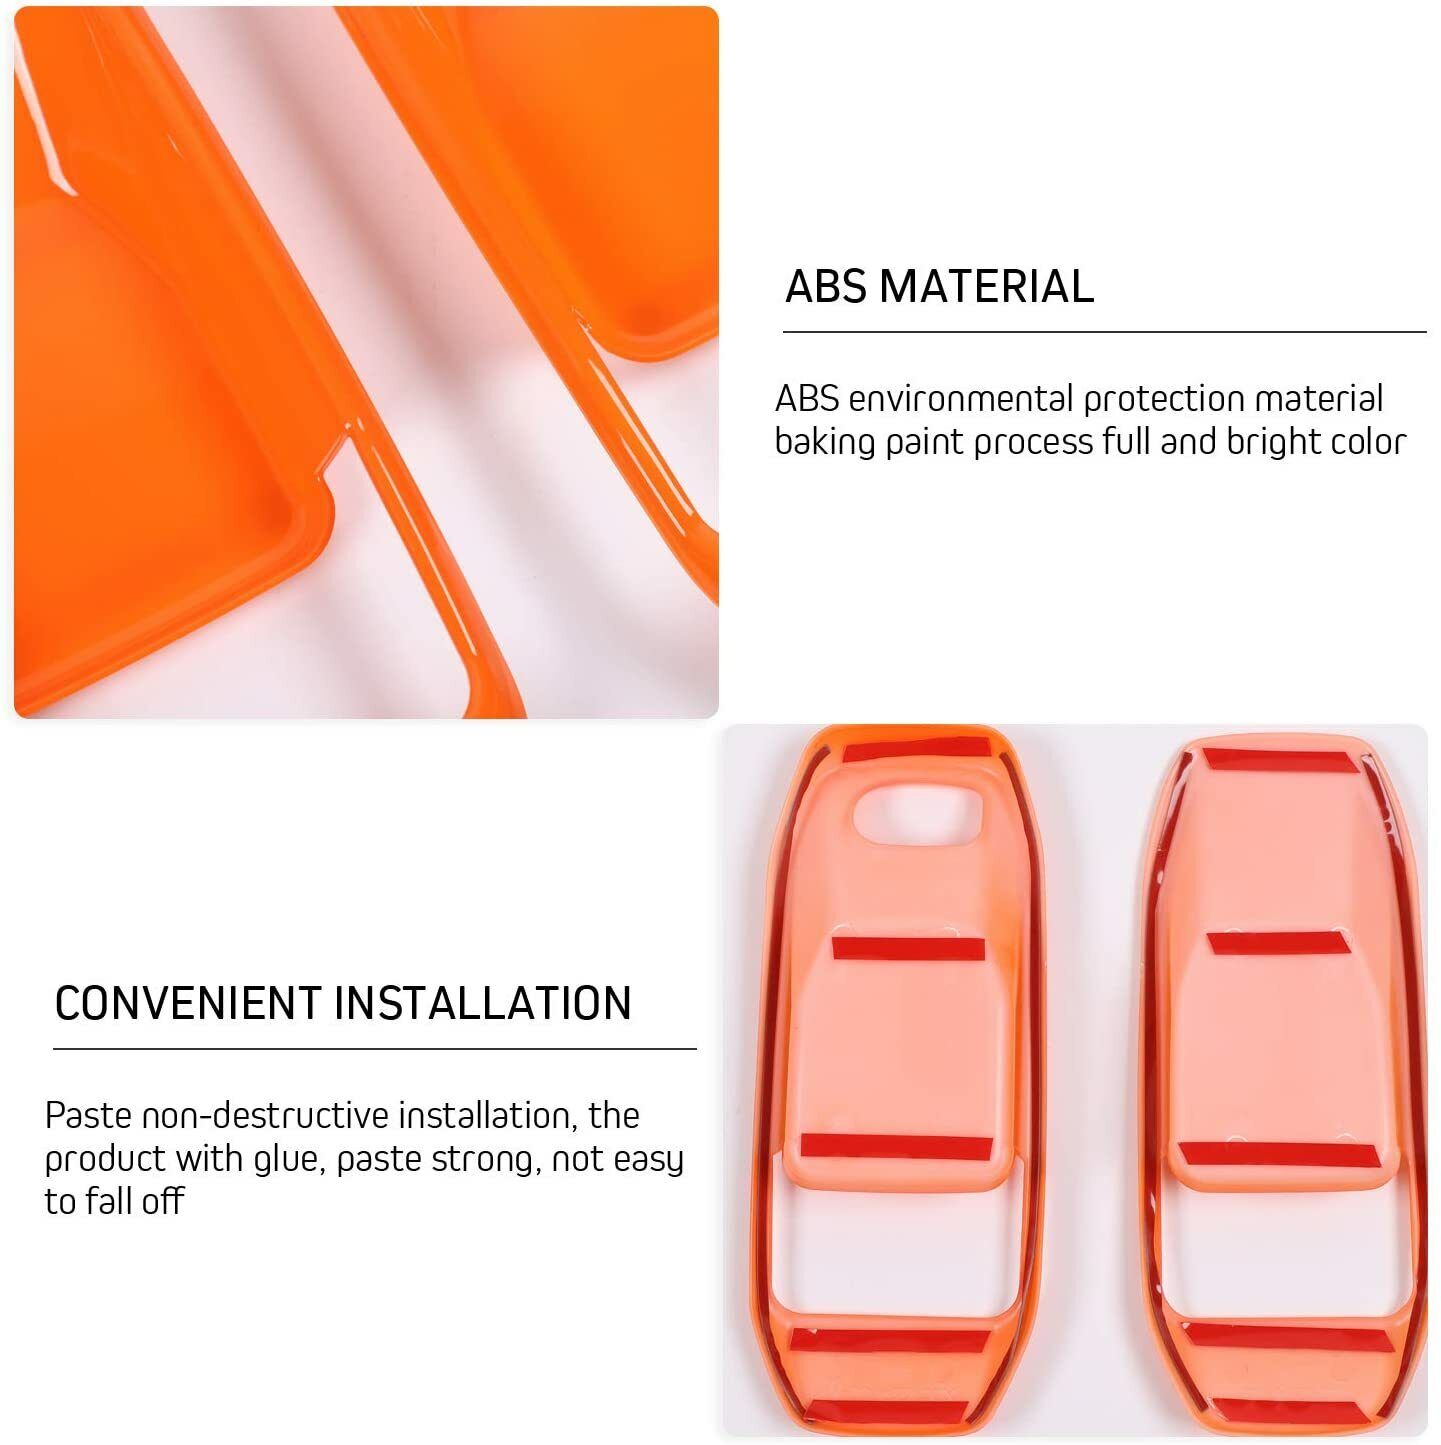 ABS MATERIAL
ABS environmental protection material
baking paint process full and bright color
CONVENIENT INSTALLATION
Paste non-destructive installation, the
product with glue, paste strong, not easy
to fall off